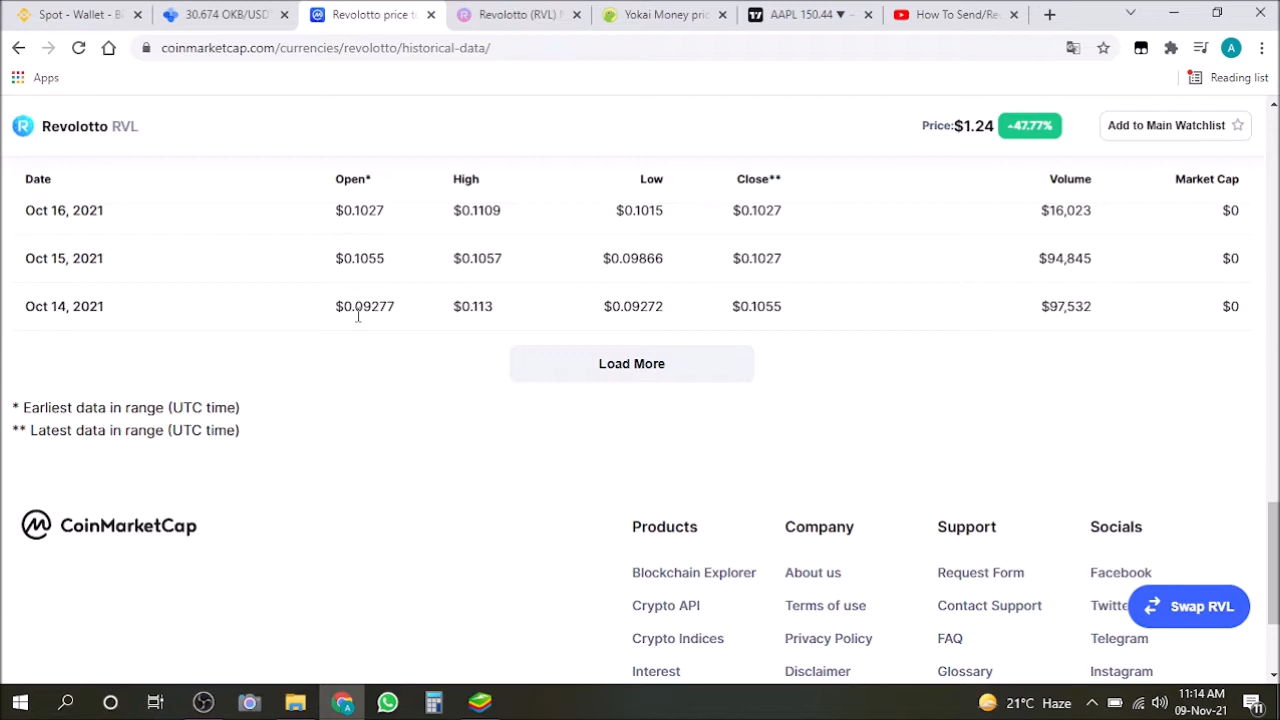 Spot - Wallet - B
30.674 OKB/USD
Revolotto price t
Revolotto (RVL)
Yokai Money pric
AAPL 150.44 ▼
How To Send/Re
coinmarketcap.com/currencies/revolotto/historical-data/
A
Apps
Reading list
Revolotto RVL
Price:$1.24
47.77%
Add to Main Watchlist
Date Open* High Low Close** Volume Market Cap
Oct 16, 2021 $0.1027 $0.1109 $0.1015 $0.1027 $16,023 $0
Oct 15, 2021 $0.1055 $0.1057 $0.09866 $0.1027 $94,845 $0
Oct 14, 2021 $0.09277 $0.113 $0.09272 $0.1055 $97,532 $0
Load More
* Earliest data in range (UTC time)
** Latest data in range (UTC time)
CoinMarketCap
Products Company Support Socials
Blockchain Explorer About us Request Form Facebook
Crypto API Terms of use Contact Support Twitte
Swap RVL
Crypto Indices Privacy Policy FAQ Telegram
Interest Disclaimer Glossary Instagram
21°C Haze
11:14 AM
09-Nov-21